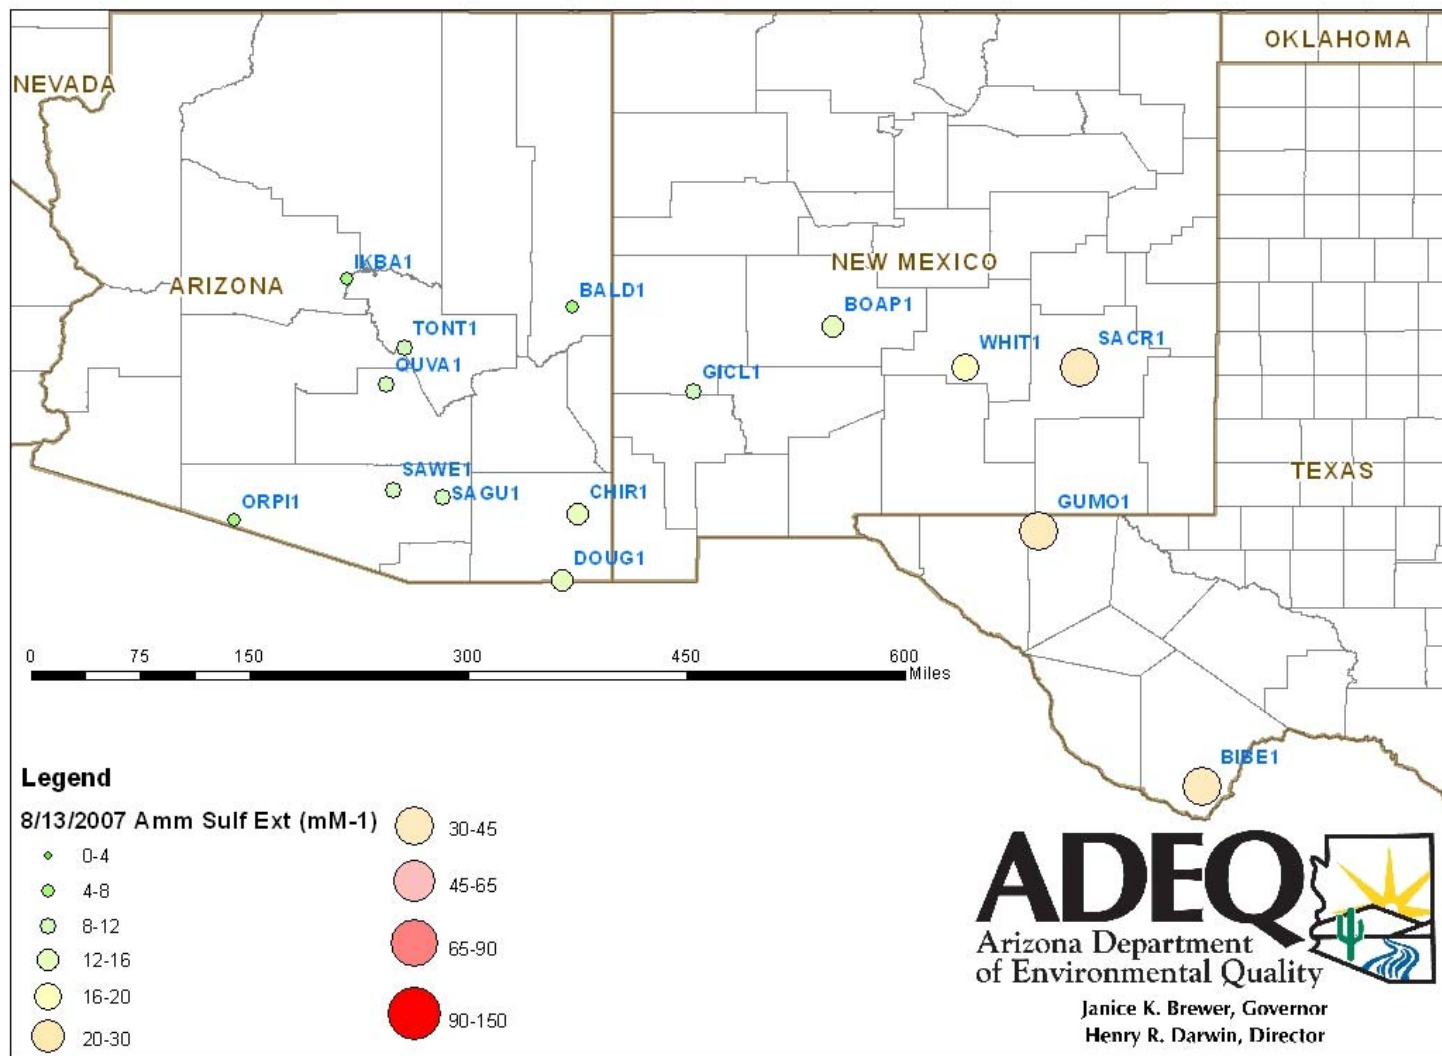 OKLAHOMA
NEVADA
IKBA1
ARIZONA
NEW MEXICO
BALD1
BOAP1
TONT1
WHIT1
SACR1
QUVA1
GICL1
SAWE1
TEXAS
SAGU1
CHIR1
ORPI1
GUMO1
DOUG1
0 75 150 300 450 600
Miles
BIBE1
Legend
8/13/2007 Amm Sulf Ext (mM-1)
0-4
4-8
8-12
12-16
16-20
20-30
30-45
45-65
65-90
90-150
ADEQ
Arizona Department
of Environmental Quality
Janice K. Brewer, Governor
Henry R. Darwin, Director